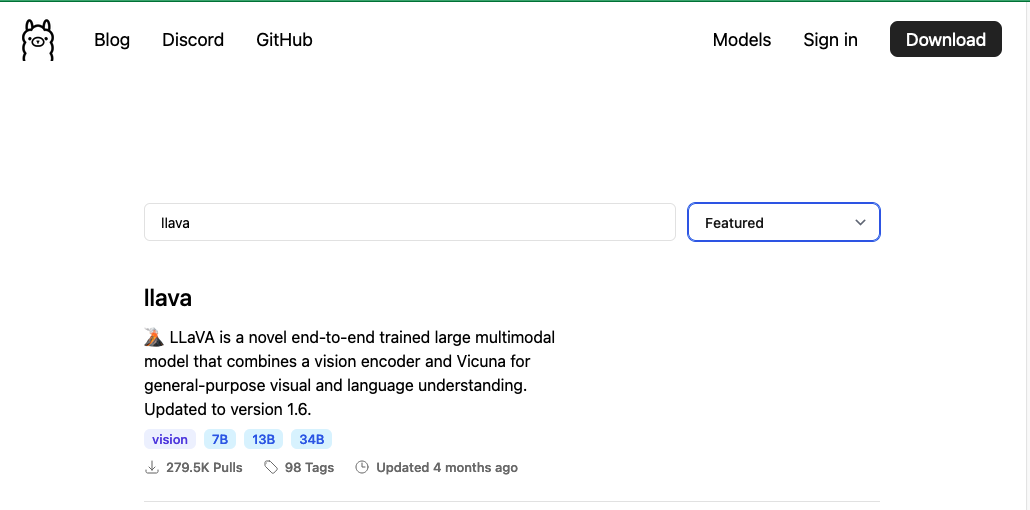 Blog Discord GitHub Models Sign in Download
llava Featured
llava
🌋 LLaVA is a novel end-to-end trained large multimodal
model that combines a vision encoder and Vicuna for
general-purpose visual and language understanding.
Updated to version 1.6.
vision 7B 13B 34B
279.5K Pulls 98 Tags Updated 4 months ago